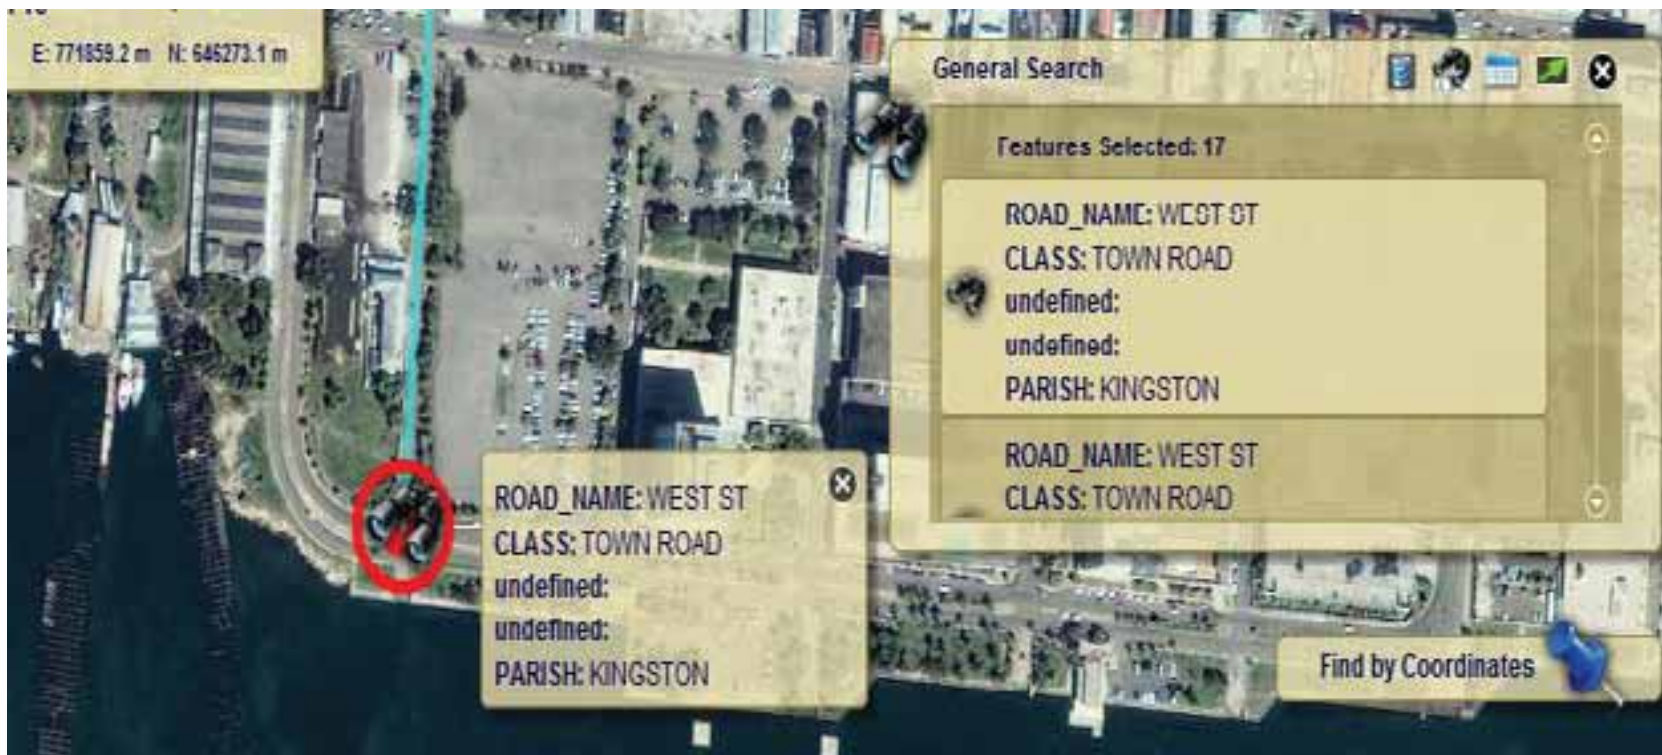 E: 771859.2 m N: 646273.1 m
General Search
Features Selected: 17
ROAD_NAME: WEST ST
CLASS: TOWN ROAD
undefined:
undefined:
PARISH: KINGSTON
ROAD_NAME: WEST ST
CLASS: TOWN ROAD
ROAD_NAME: WEST ST
CLASS: TOWN ROAD
undefined:
undefined:
PARISH: KINGSTON
Find by Coordinates